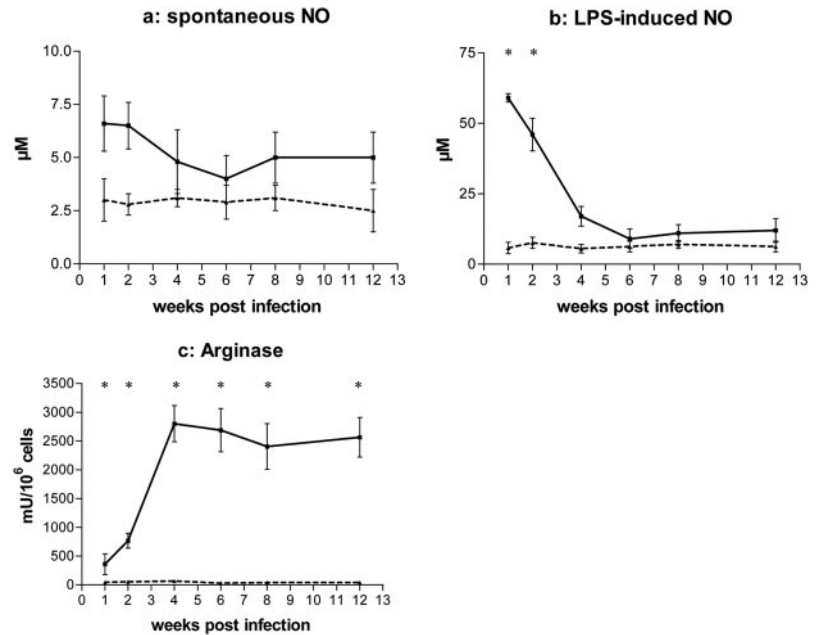 a: spontaneous NO
10.0
7.5
5.0
2.5
0.0
µM
0 1 2 3 4 5 6 7 8 9 10 11 12 13
weeks post infection
b: LPS-induced NO
75
50
25
0
µM
* *
0 1 2 3 4 5 6 7 8 9 10 11 12 13
weeks post infection
c: Arginase
3500
3000
2500
2000
1500
1000
500
0
mU/10⁶ cells
* * * * * *
0 1 2 3 4 5 6 7 8 9 10 11 12 13
weeks post infection